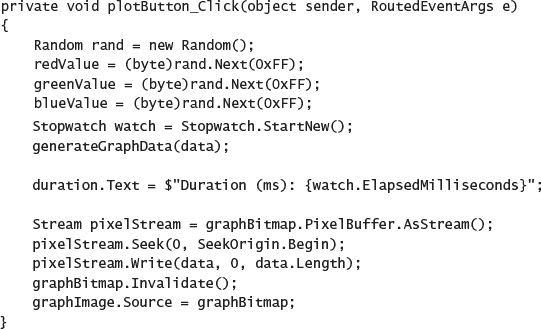 private void plotButton_Click(object sender, RoutedEventArgs e)
{
    Random rand = new Random();
    redValue = (byte)rand.Next(0xFF);
    greenValue = (byte)rand.Next(0xFF);
    blueValue = (byte)rand.Next(0xFF);
    Stopwatch watch = Stopwatch.StartNew();
    generateGraphData(data);

    duration.Text = $"Duration (ms): {watch.ElapsedMilliseconds}";

    Stream pixelStream = graphBitmap.PixelBuffer.AsStream();
    pixelStream.Seek(0, SeekOrigin.Begin);
    pixelStream.Write(data, 0, data.Length);
    graphBitmap.Invalidate();
    graphImage.Source = graphBitmap;
}